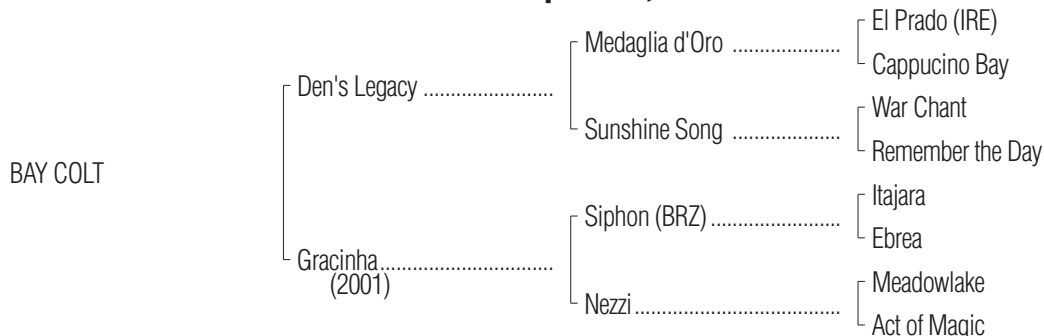 El Prado (IRE)
Medaglia d'Oro ....................
Cappucino Bay
Den's Legacy ........................
War Chant
Sunshine Song ....................
Remember the Day
BAY COLT
Itajara
Siphon (BRZ) ........................
Ebrea
Gracinha................................
(2001)
Meadowlake
Nezzi......................................
Act of Magic